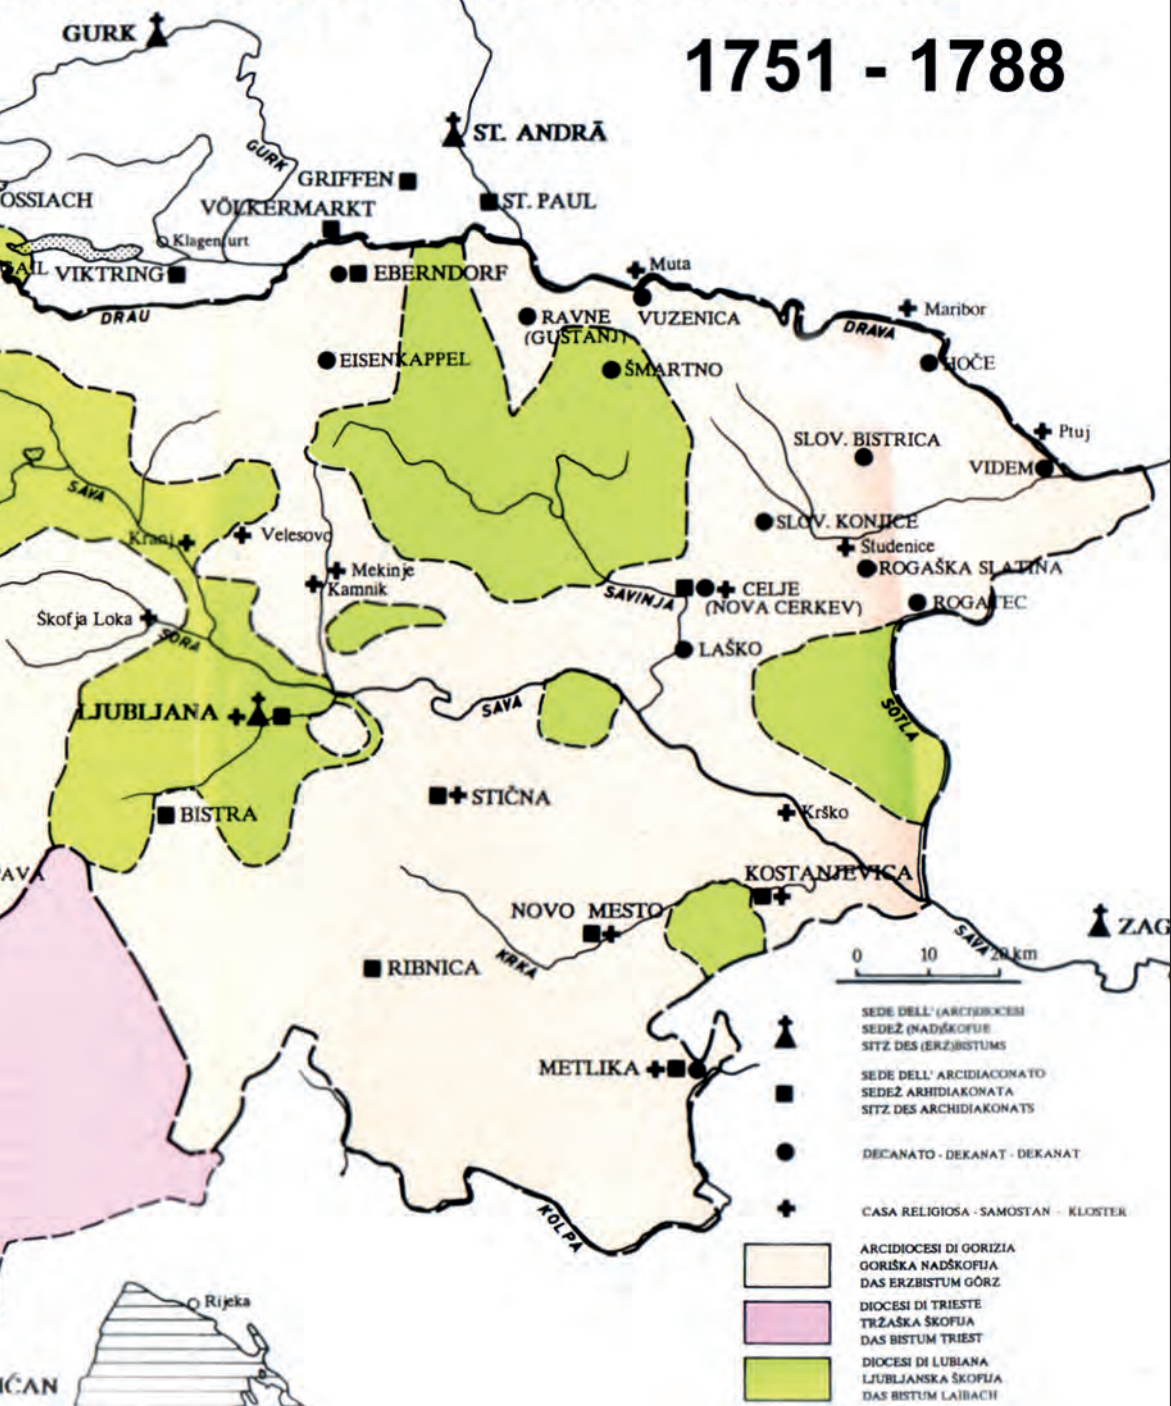 1751 - 1788
GURK
ST. ANDRÄ
GURK
GRIFFEN
OSSIACH
VÖLKERMARKT
ST. PAUL
Klagenfurt
GAIL
VIKTRING
EBERNDORF
Muta
DRAU
RAVNE
(GUŠTANJ)
VUZENICA
Maribor
DRAVA
EISENKAPPEL
ŠMARTNO
HOČE
SLOV. BISTRICA
Ptuj
VIDEM
SAVA
SLOV. KONJICE
Kranj
Velesovo
Studenice
Mekinje
ROGAŠKA SLATINA
Kamnik
SAVINJA
CELJE
(NOVA CERKEV)
ROGATEC
Škofja Loka
SORA
LAŠKO
LJUBLJANA
SAVA
SOTLA
STIČNA
BISTRA
Krško
KOSTANJEVICA
NOVO MESTO
ZAG
SAVA
KRKA
RIBNICA
0 10 20 km
METLIKA
KOLPA
SEDE DELL' (ARCI)DIOCESI
SEDEŽ (NAD)ŠKOFIJE
SITZ DES (ERZ)BISTUMS
SEDE DELL' ARCIDIACONATO
SEDEŽ ARHIDIAKONATA
SITZ DES ARCHIDIAKONATS
DECANATO - DEKANAT - DEKANAT
CASA RELIGIOSA - SAMOSTAN - KLOSTER
ARCIDIOCESI DI GORIZIA
GORIŠKA NADŠKOFIJA
DAS ERZBISTUM GÖRZ
DIOCESI DI TRIESTE
TRŽAŠKA ŠKOFIJA
DAS BISTUM TRIEST
DIOCESI DI LUBIANA
LJUBLJANSKA ŠKOFIJA
DAS BISTUM LAIBACH
Rijeka